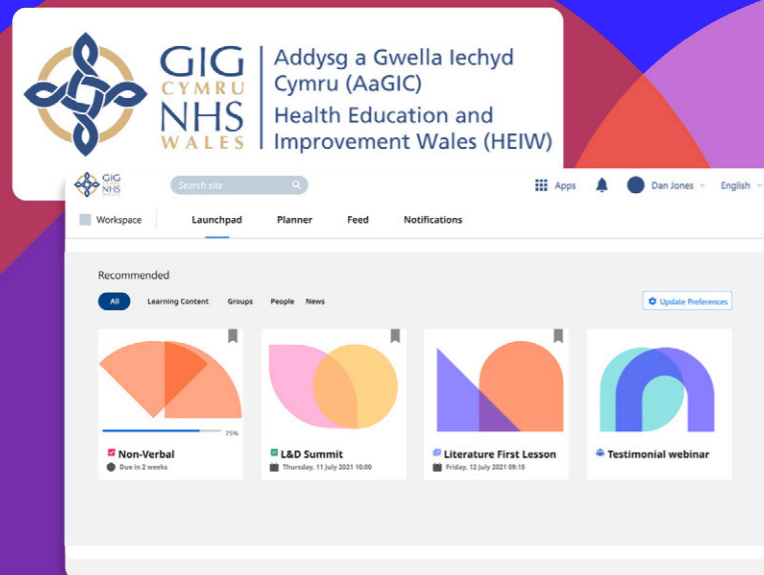 GIG
CYMRU
NHS
WALES
Addysg a Gwella Iechyd
Cymru (AaGIC)
Health Education and
Improvement Wales (HEIW)
GIG
NHS
Search site
Apps
Dan Jones
English
Workspace
Launchpad
Planner
Feed
Notifications
Recommended
All
Learning Content
Groups
People
News
Update Preferences
75%
Non-Verbal
Due in 2 weeks
L&D Summit
Thursday, 11 July 2021 10:00
Literature First Lesson
Friday, 12 July 2021 09:15
Testimonial webinar